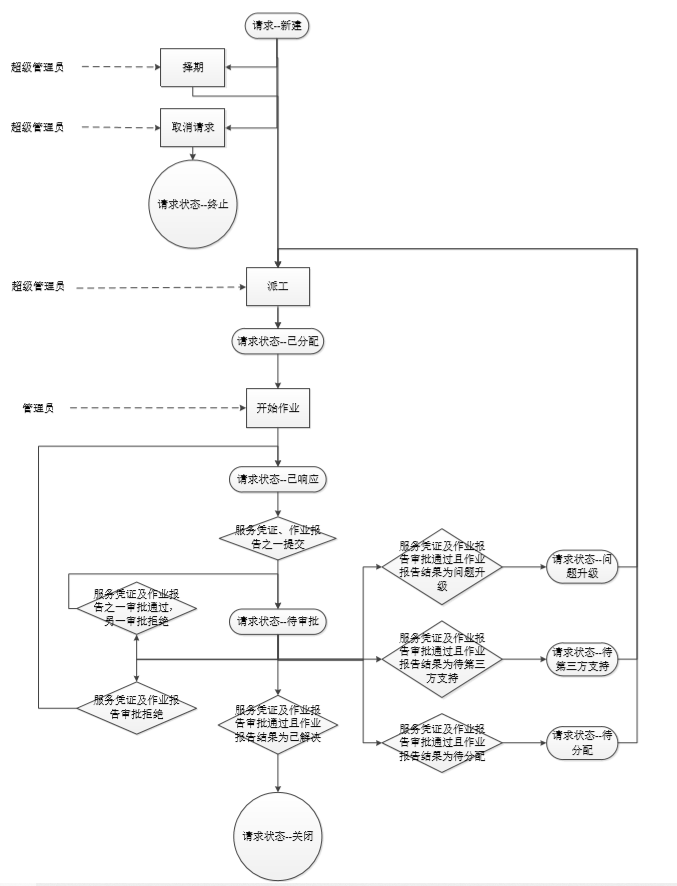 请求--新建
超级管理员
择期
超级管理员
取消请求
请求状态--终止
超级管理员
派工
请求状态--已分配
管理员
开始作业
请求状态--已响应
服务凭证、作业报
告之一提交
服务凭证及作业报
告审批通过且作业
报告结果为问题升
级
请求状态--问
题升级
服务凭证及作业报
告之一审批通过，
另一审批拒绝
请求状态--待审批
服务凭证及作业报
告审批通过且作业
报告结果为待第三
方支持
请求状态--待
第三方支持
服务凭证及作业报
告审批拒绝
服务凭证及作业报
告审批通过且作业
报告结果为已解决
服务凭证及作业报
告审批通过且作业
报告结果为待分配
请求状态--待
分配
请求状态--关闭